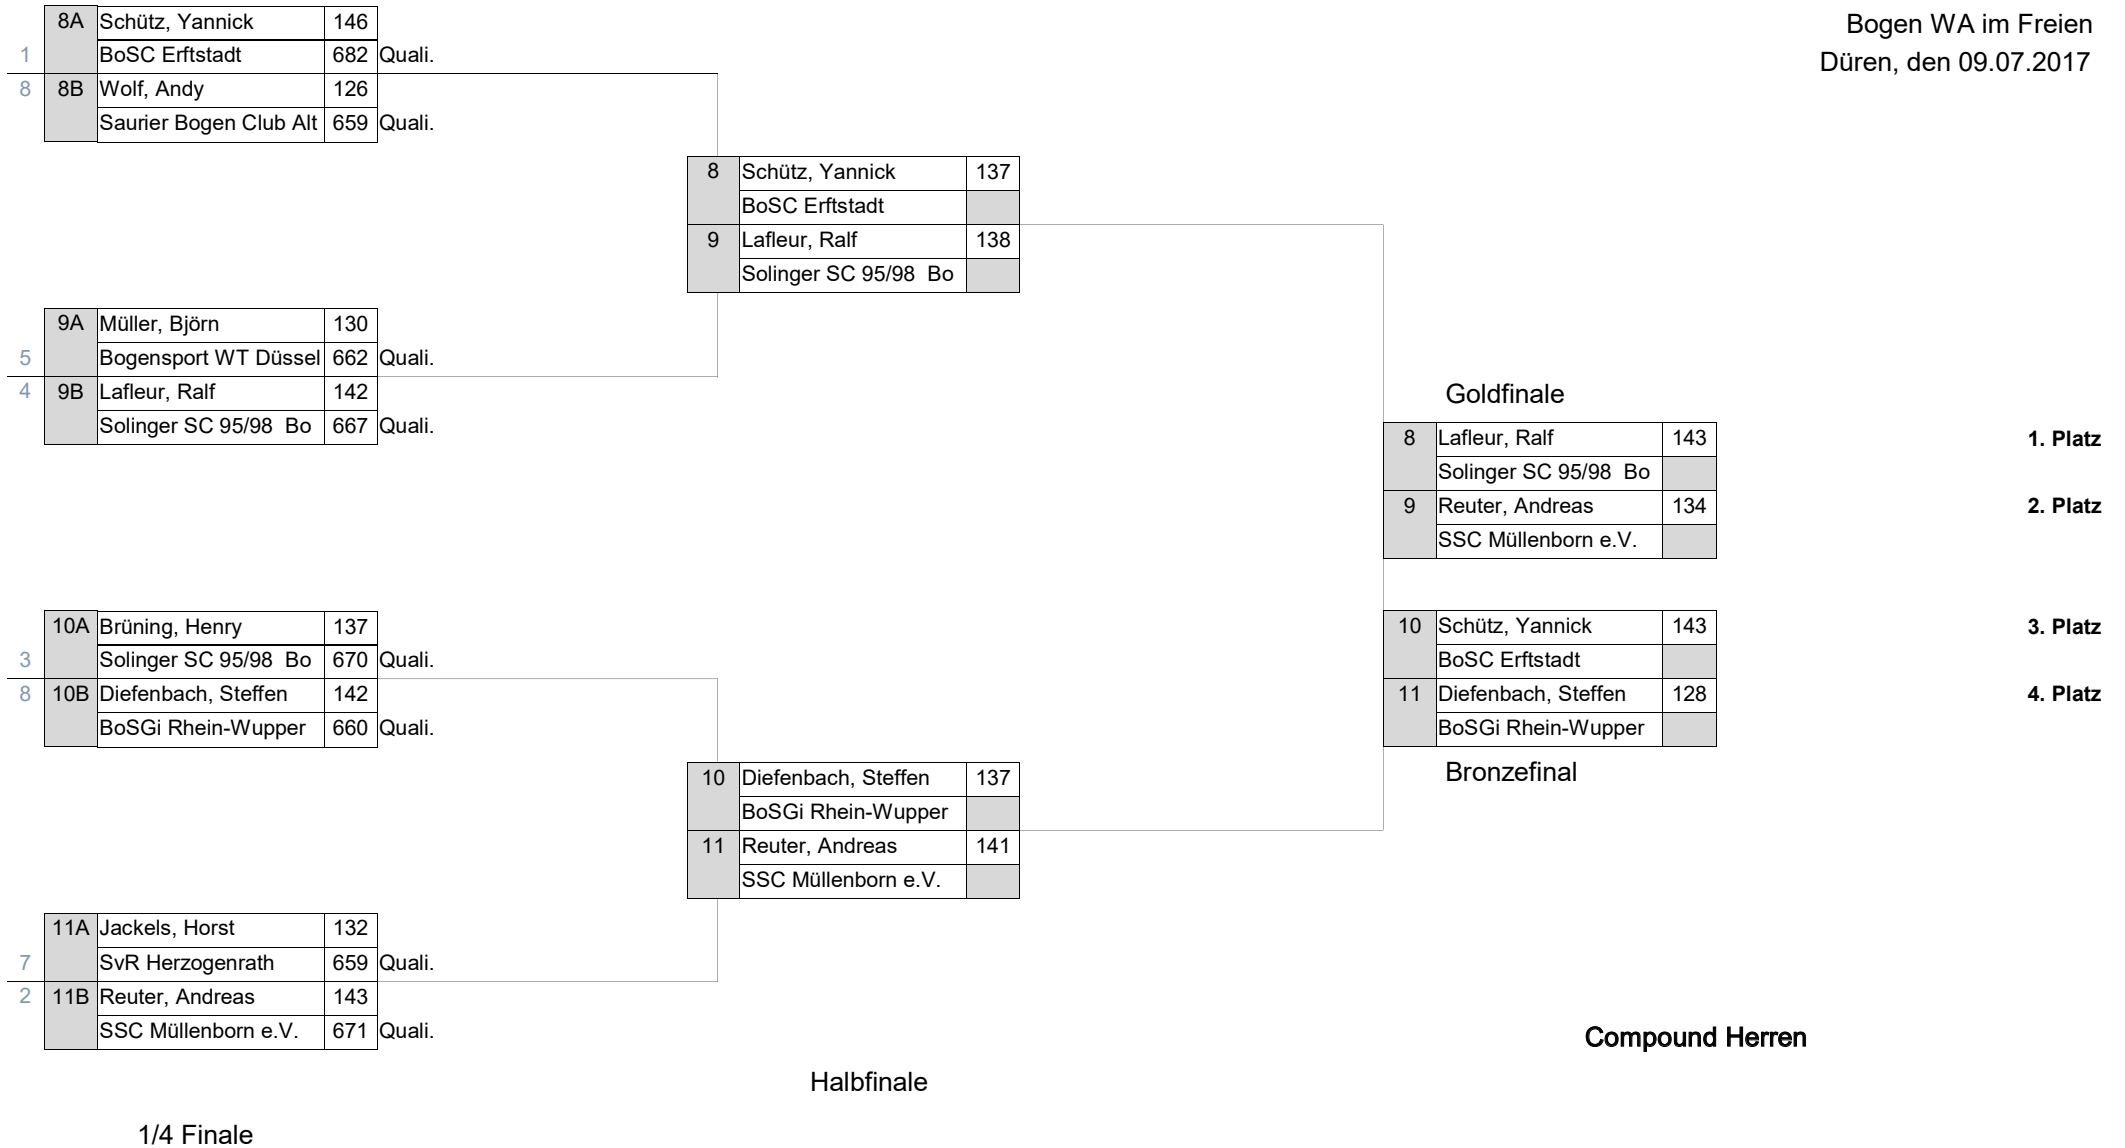 Bogen WA im Freien
Düren, den 09.07.2017
8A Schütz, Yannick 146
1 BoSC Erftstadt 682 Quali.
8 8B Wolf, Andy 126
Saurier Bogen Club Alt 659 Quali.
8 Schütz, Yannick 137
BoSC Erftstadt
9 Lafleur, Ralf 138
Solinger SC 95/98 Bo
9A Müller, Björn 130
5 Bogensport WT Düssel 662 Quali.
4 9B Lafleur, Ralf 142
Solinger SC 95/98 Bo 667 Quali.
Goldfinale
8 Lafleur, Ralf 143 1. Platz
Solinger SC 95/98 Bo
9 Reuter, Andreas 134 2. Platz
SSC Müllenborn e.V.
10A Brüning, Henry 137
3 Solinger SC 95/98 Bo 670 Quali.
8 10B Diefenbach, Steffen 142
BoSGi Rhein-Wupper 660 Quali.
10 Schütz, Yannick 143 3. Platz
BoSC Erftstadt
11 Diefenbach, Steffen 128 4. Platz
BoSGi Rhein-Wupper
Bronzefinal
10 Diefenbach, Steffen 137
BoSGi Rhein-Wupper
11 Reuter, Andreas 141
SSC Müllenborn e.V.
11A Jackels, Horst 132
7 SvR Herzogenrath 659 Quali.
2 11B Reuter, Andreas 143
SSC Müllenborn e.V. 671 Quali.
Compound Herren
Halbfinale
1/4 Finale